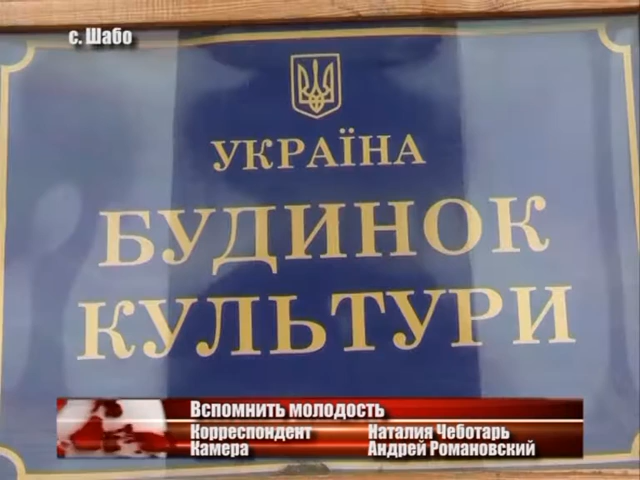 с. Шабо
УКРАЇНА
БУДИНОК
КУЛЬТУРИ
Вспомнить молодость
Корреспондент Наталия Чеботарь
Камера Андрей Романовский